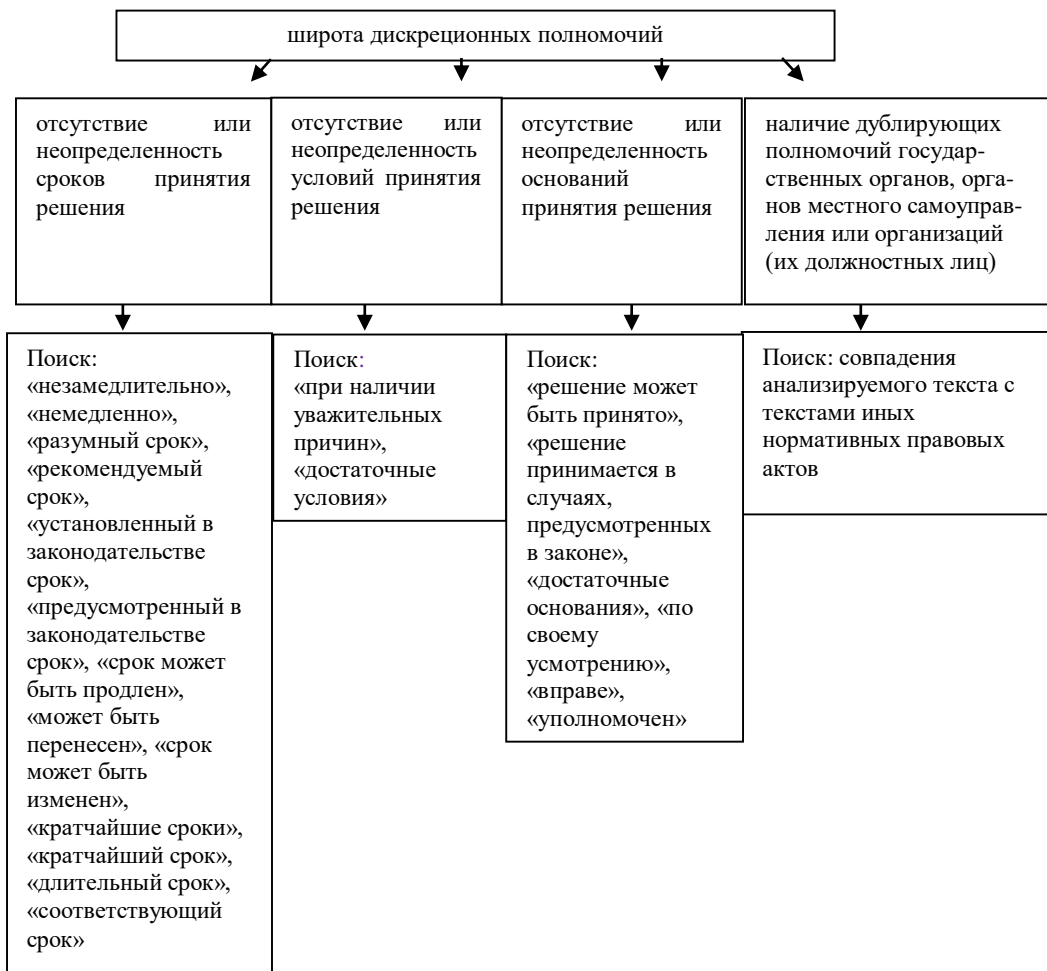 широта дискреционных полномочий
отсутствие или
неопределенность
сроков принятия
решения
отсутствие или
неопределенность
условий принятия
решения
отсутствие или
неопределенность
оснований
принятия решения
наличие дублирующих
полномочий государ-
ственных органов, орга-
нов местного самоуправ-
ления или организаций
(их должностных лиц)
Поиск:
«незамедлительно»,
«немедленно»,
«разумный срок»,
«рекомендуемый
срок»,
«установленный в
законодательстве
срок»,
«предусмотренный в
законодательстве
срок», «срок может
быть продлен»,
«может быть
перенесен», «срок
может быть
изменен»,
«кратчайшие сроки»,
«кратчайший срок»,
«длительный срок»,
«соответствующий
срок»
Поиск:
«при наличии
уважительных
причин»,
«достаточные
условия»
Поиск:
«решение может
быть принято»,
«решение
принимается в
случаях,
предусмотренных
в законе»,
«достаточные
основания», «по
своему
усмотрению»,
«вправе»,
«уполномочен»
Поиск: совпадения
анализируемого текста с
текстами иных
нормативных правовых
актов